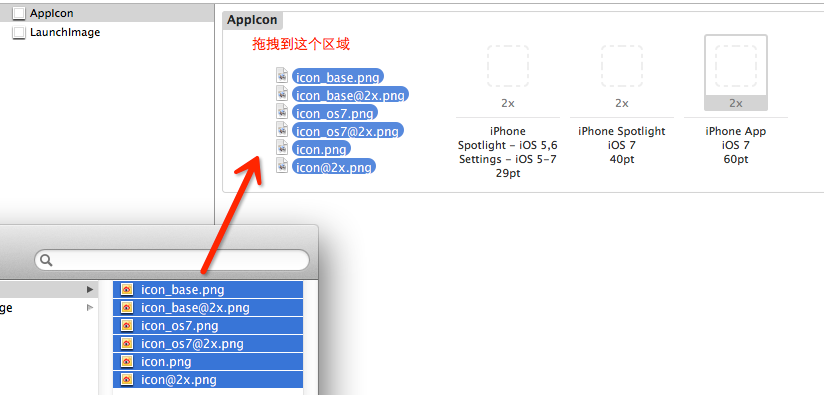 AppIcon
LaunchImage
AppIcon
拖拽到这个区域
icon_base.png
icon_base@2x.png
icon_os7.png
icon_os7@2x.png
icon.png
icon@2x.png
2x
iPhone
Spotlight – iOS 5,6
Settings – iOS 5–7
29pt
2x
iPhone Spotlight
iOS 7
40pt
2x
iPhone App
iOS 7
60pt
ge
icon_base.png
icon_base@2x.png
icon_os7.png
icon_os7@2x.png
icon.png
icon@2x.png